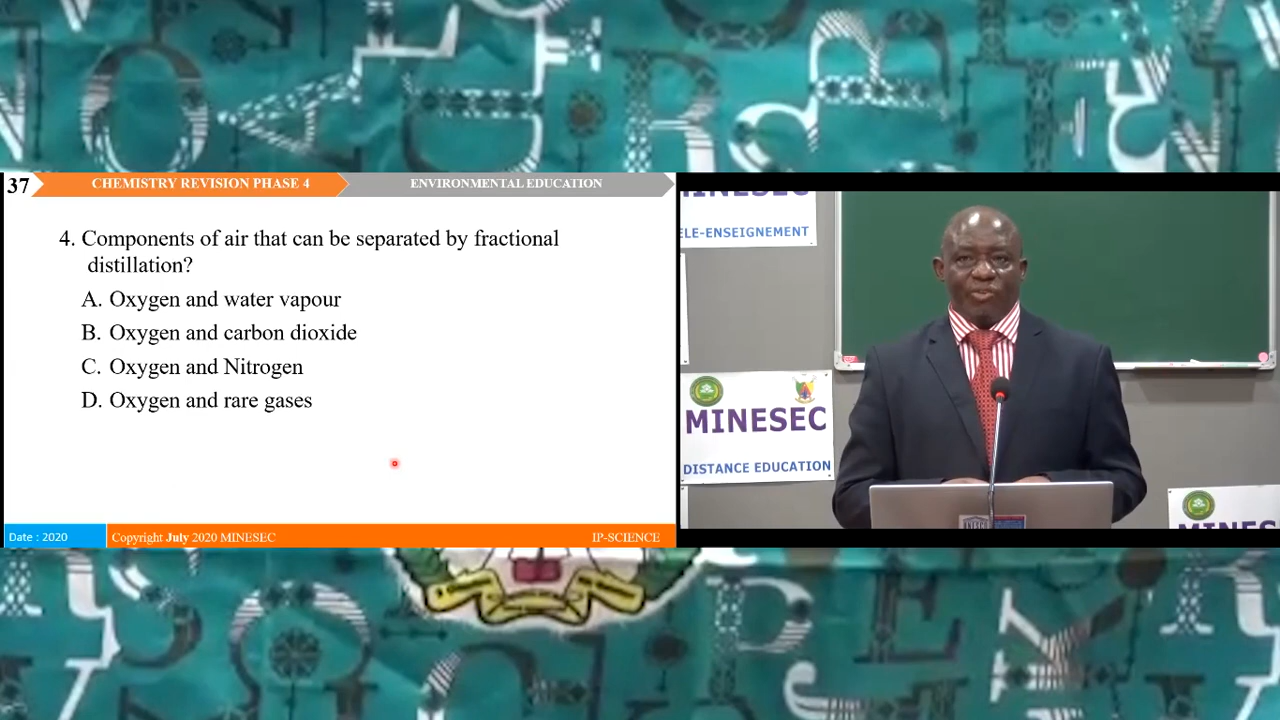 37
CHEMISTRY REVISION PHASE 4
ENVIRONMENTAL EDUCATION
4. Components of air that can be separated by fractional
distillation?
A. Oxygen and water vapour
B. Oxygen and carbon dioxide
C. Oxygen and Nitrogen
D. Oxygen and rare gases
Date : 2020
Copyright July 2020 MINESEC
IP-SCIENCE
MINESEC
ELE-ENSEIGNEMENT
MINESEC
DISTANCE EDUCATION